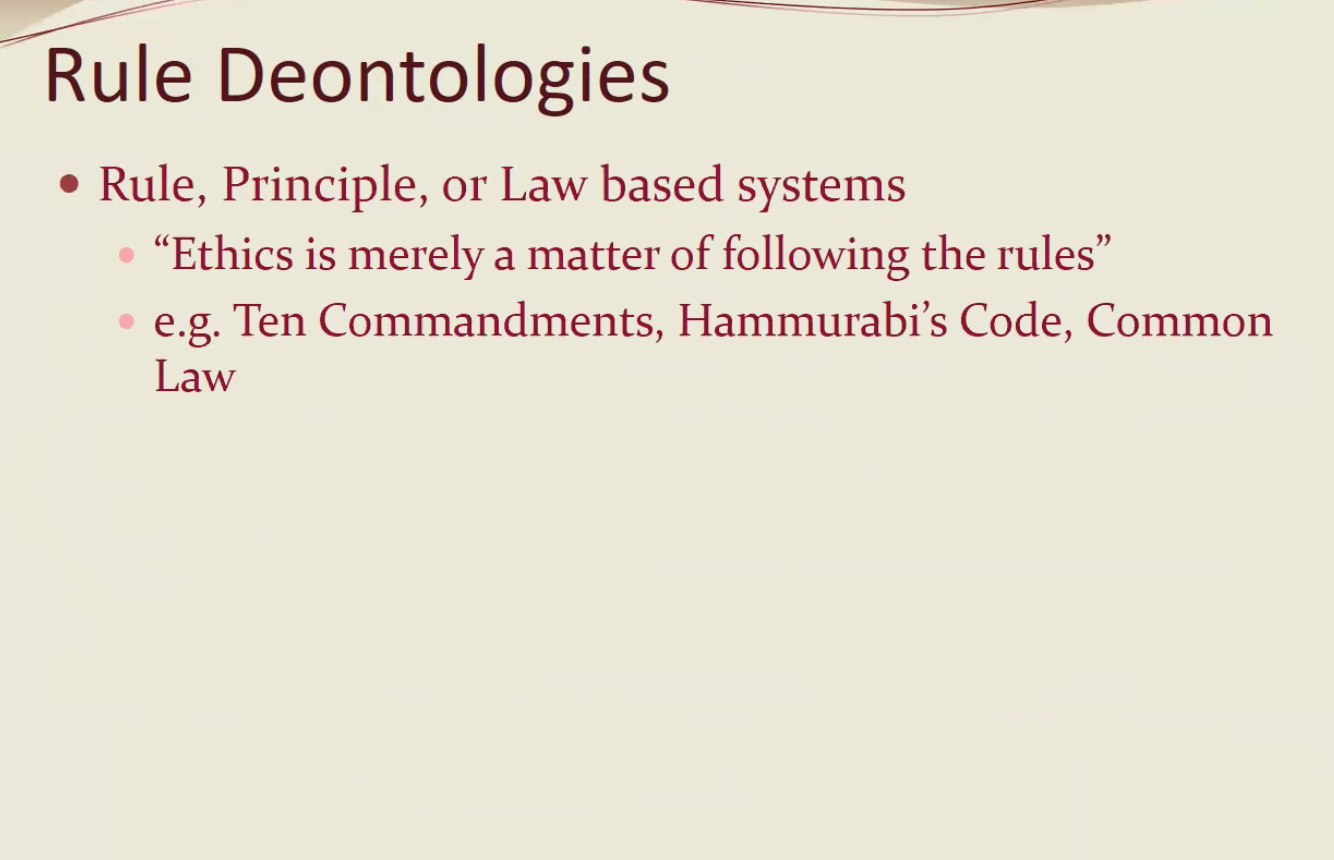 Rule Deontologies
• Rule, Principle, or Law based systems
• “Ethics is merely a matter of following the rules”
• e.g. Ten Commandments, Hammurabi’s Code, Common
Law